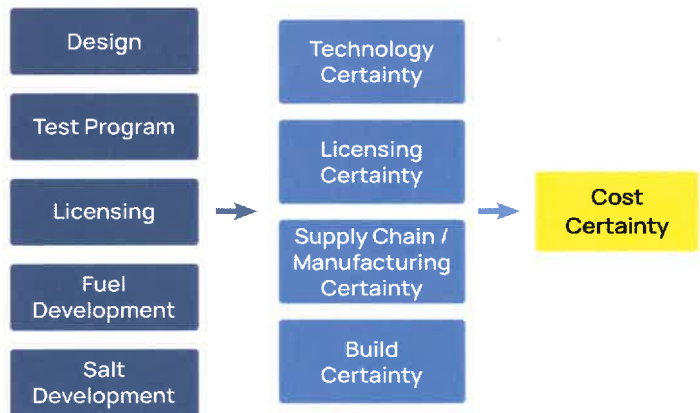 Design
Test Program
Licensing
Fuel
Development
Salt
Development
Technology
Certainty
Licensing
Certainty
Supply Chain /
Manufacturing
Certainty
Build
Certainty
Cost
Certainty